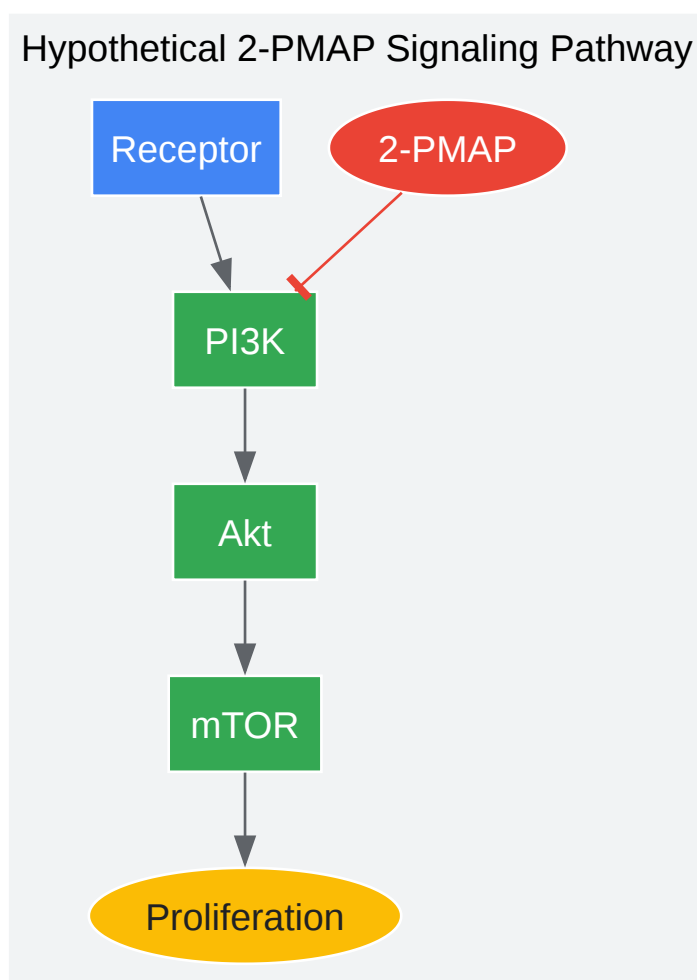 Hypothetical 2-PMAP Signaling Pathway
Receptor
2-PMAP
PI3K
Akt
mTOR
Proliferation